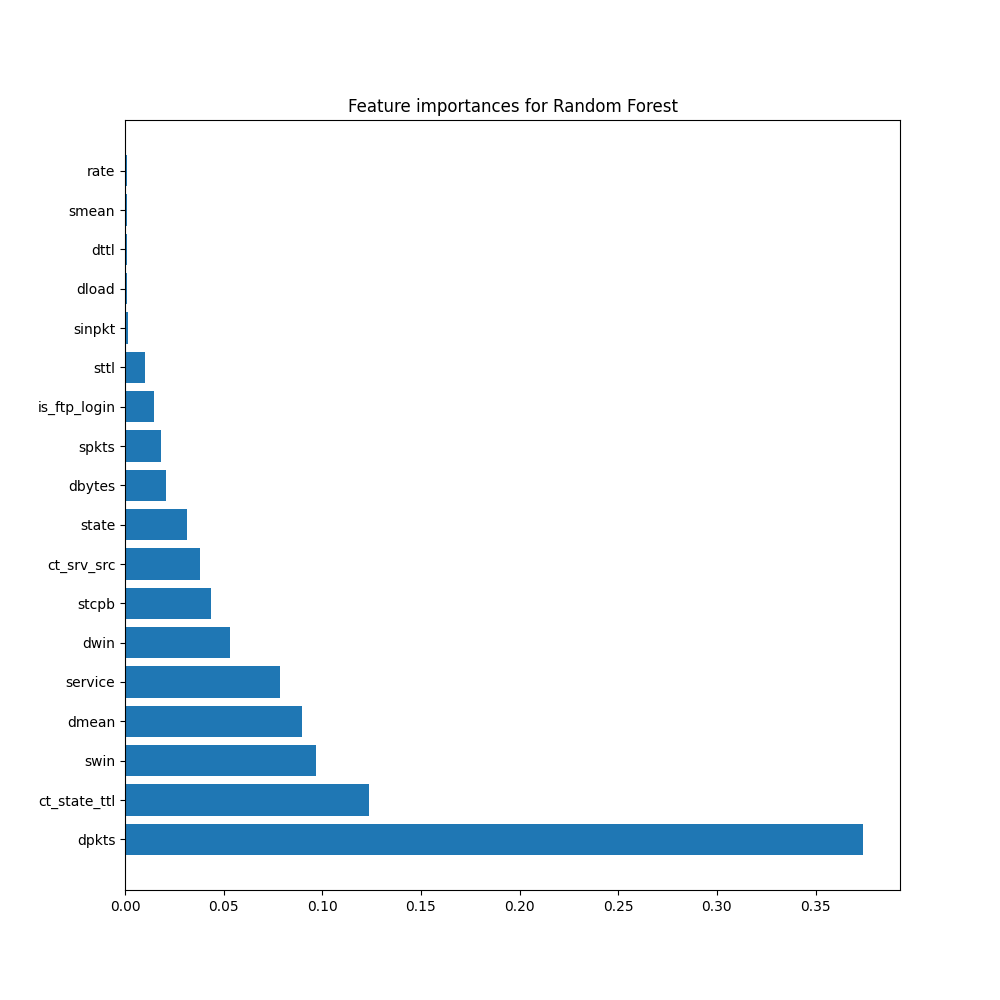 Feature importances for Random Forest
rate
smean
dttl
dload
sinpkt
sttl
is_ftp_login
spkts
dbytes
state
ct_srv_src
stcpb
dwin
service
dmean
swin
ct_state_ttl
dpkts
0.00 0.05 0.10 0.15 0.20 0.25 0.30 0.35